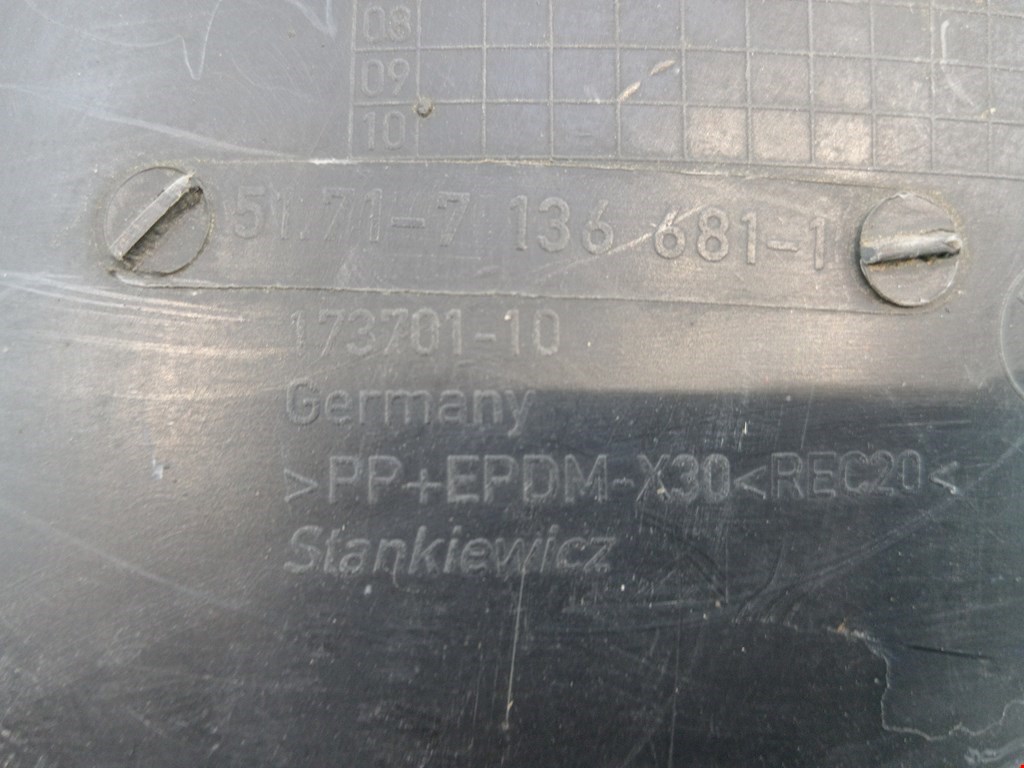 08
09
10
51.71-7 136 681-1
173701-10
Germany
>PP+EPDM-X30<REC20<
Stankiewicz